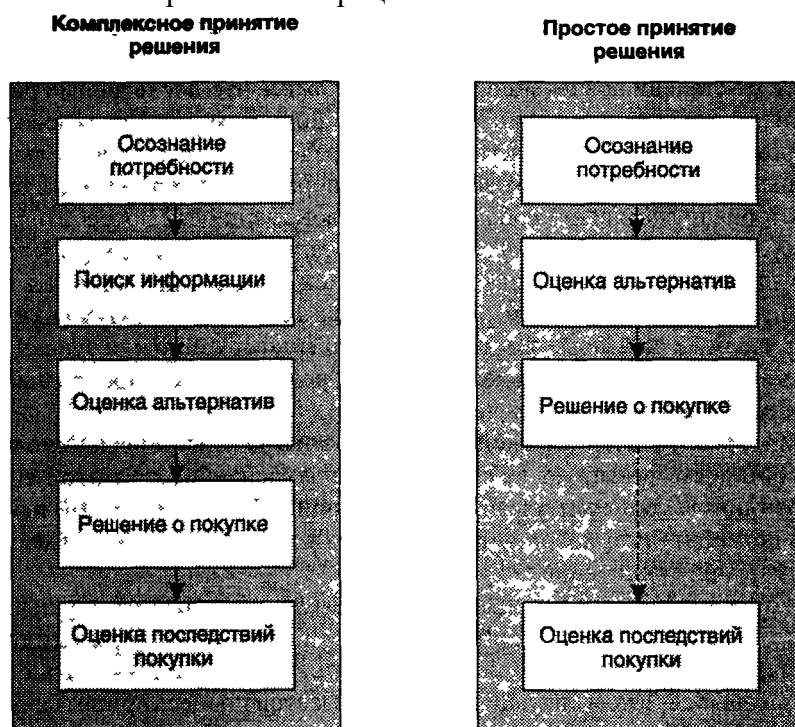 Комплексное принятие
решения
Осознание
потребности
Поиск информации
Оценка альтернатив
Решение о покупке
Оценка последствий
покупки
Простое принятие
решения
Осознание
потребности
Оценка альтернатив
Решение о покупке
Оценка последствий
покупки